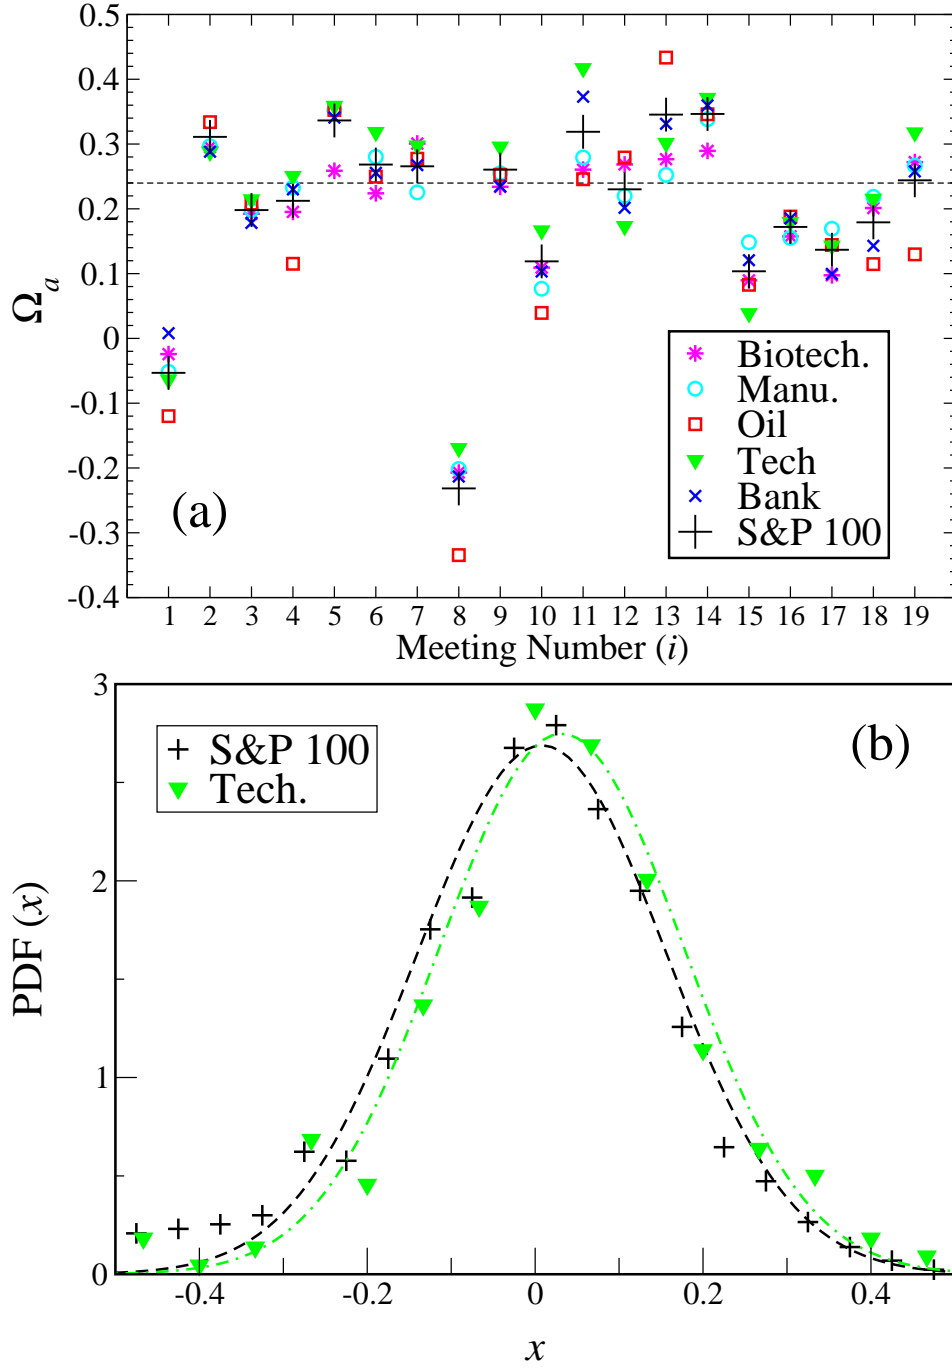 0.5
0.4
0.3
0.2
0.1
0
-0.1
-0.2
-0.3
-0.4
Ωa
Biotech.
Manu.
Oil
Tech
Bank
S&P 100
(a)
1 2 3 4 5 6 7 8 9 10 11 12 13 14 15 16 17 18 19
Meeting Number (i)
3
2
1
0
PDF (x)
S&P 100
Tech.
(b)
-0.4 -0.2 0 0.2 0.4
x